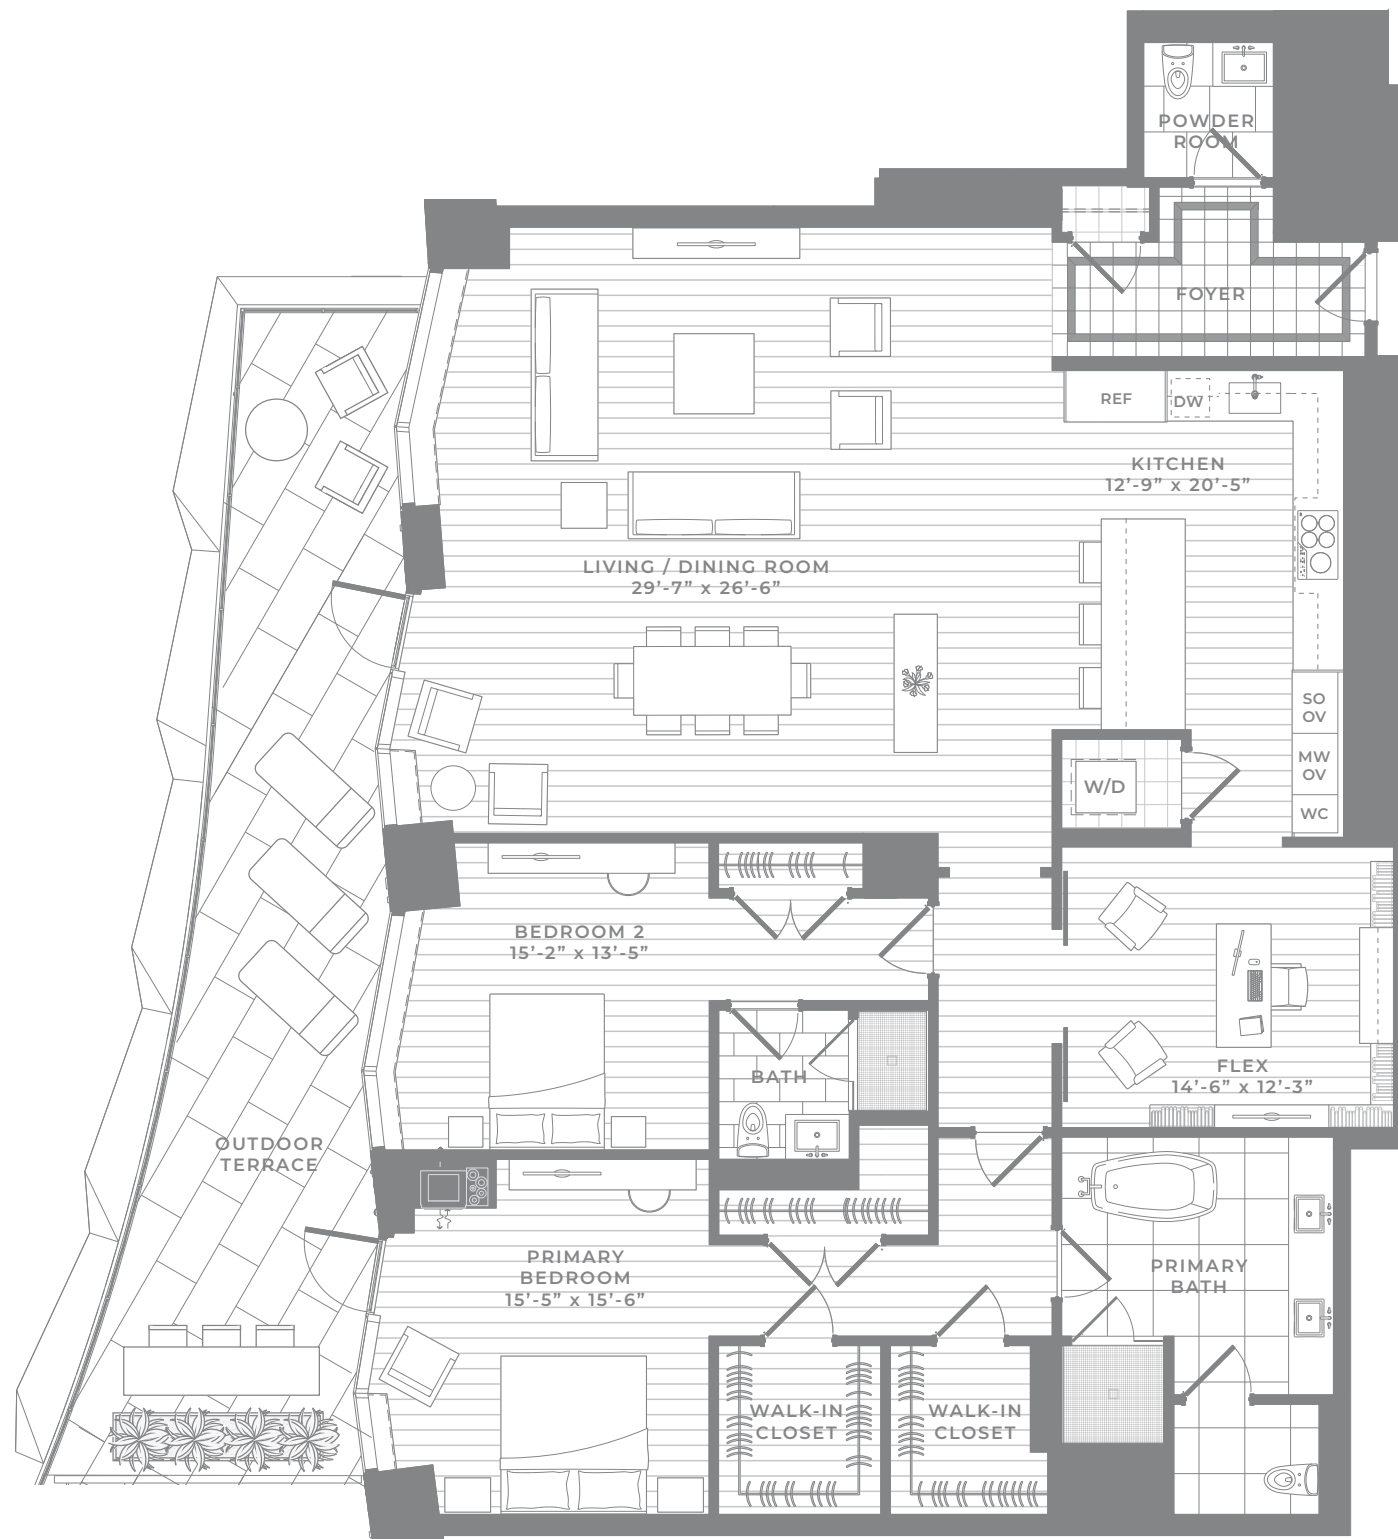 POWDER
ROOM
FOYER
REF
DW
KITCHEN
12’-9” x 20’-5”
LIVING / DINING ROOM
29’-7” x 26’-6”
SO
OV
MW
OV
WC
W/D
BEDROOM 2
15’-2” x 13’-5”
BATH
FLEX
14’-6” x 12’-3”
OUTDOOR
TERRACE
PRIMARY
BEDROOM
15’-5” x 15’-6”
PRIMARY
BATH
WALK-IN
CLOSET
WALK-IN
CLOSET